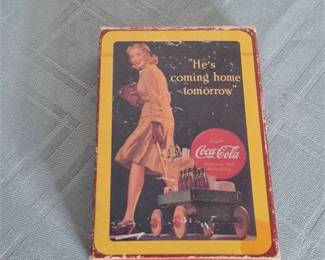 "He's
coming home
tomorrow"
Coca-Cola